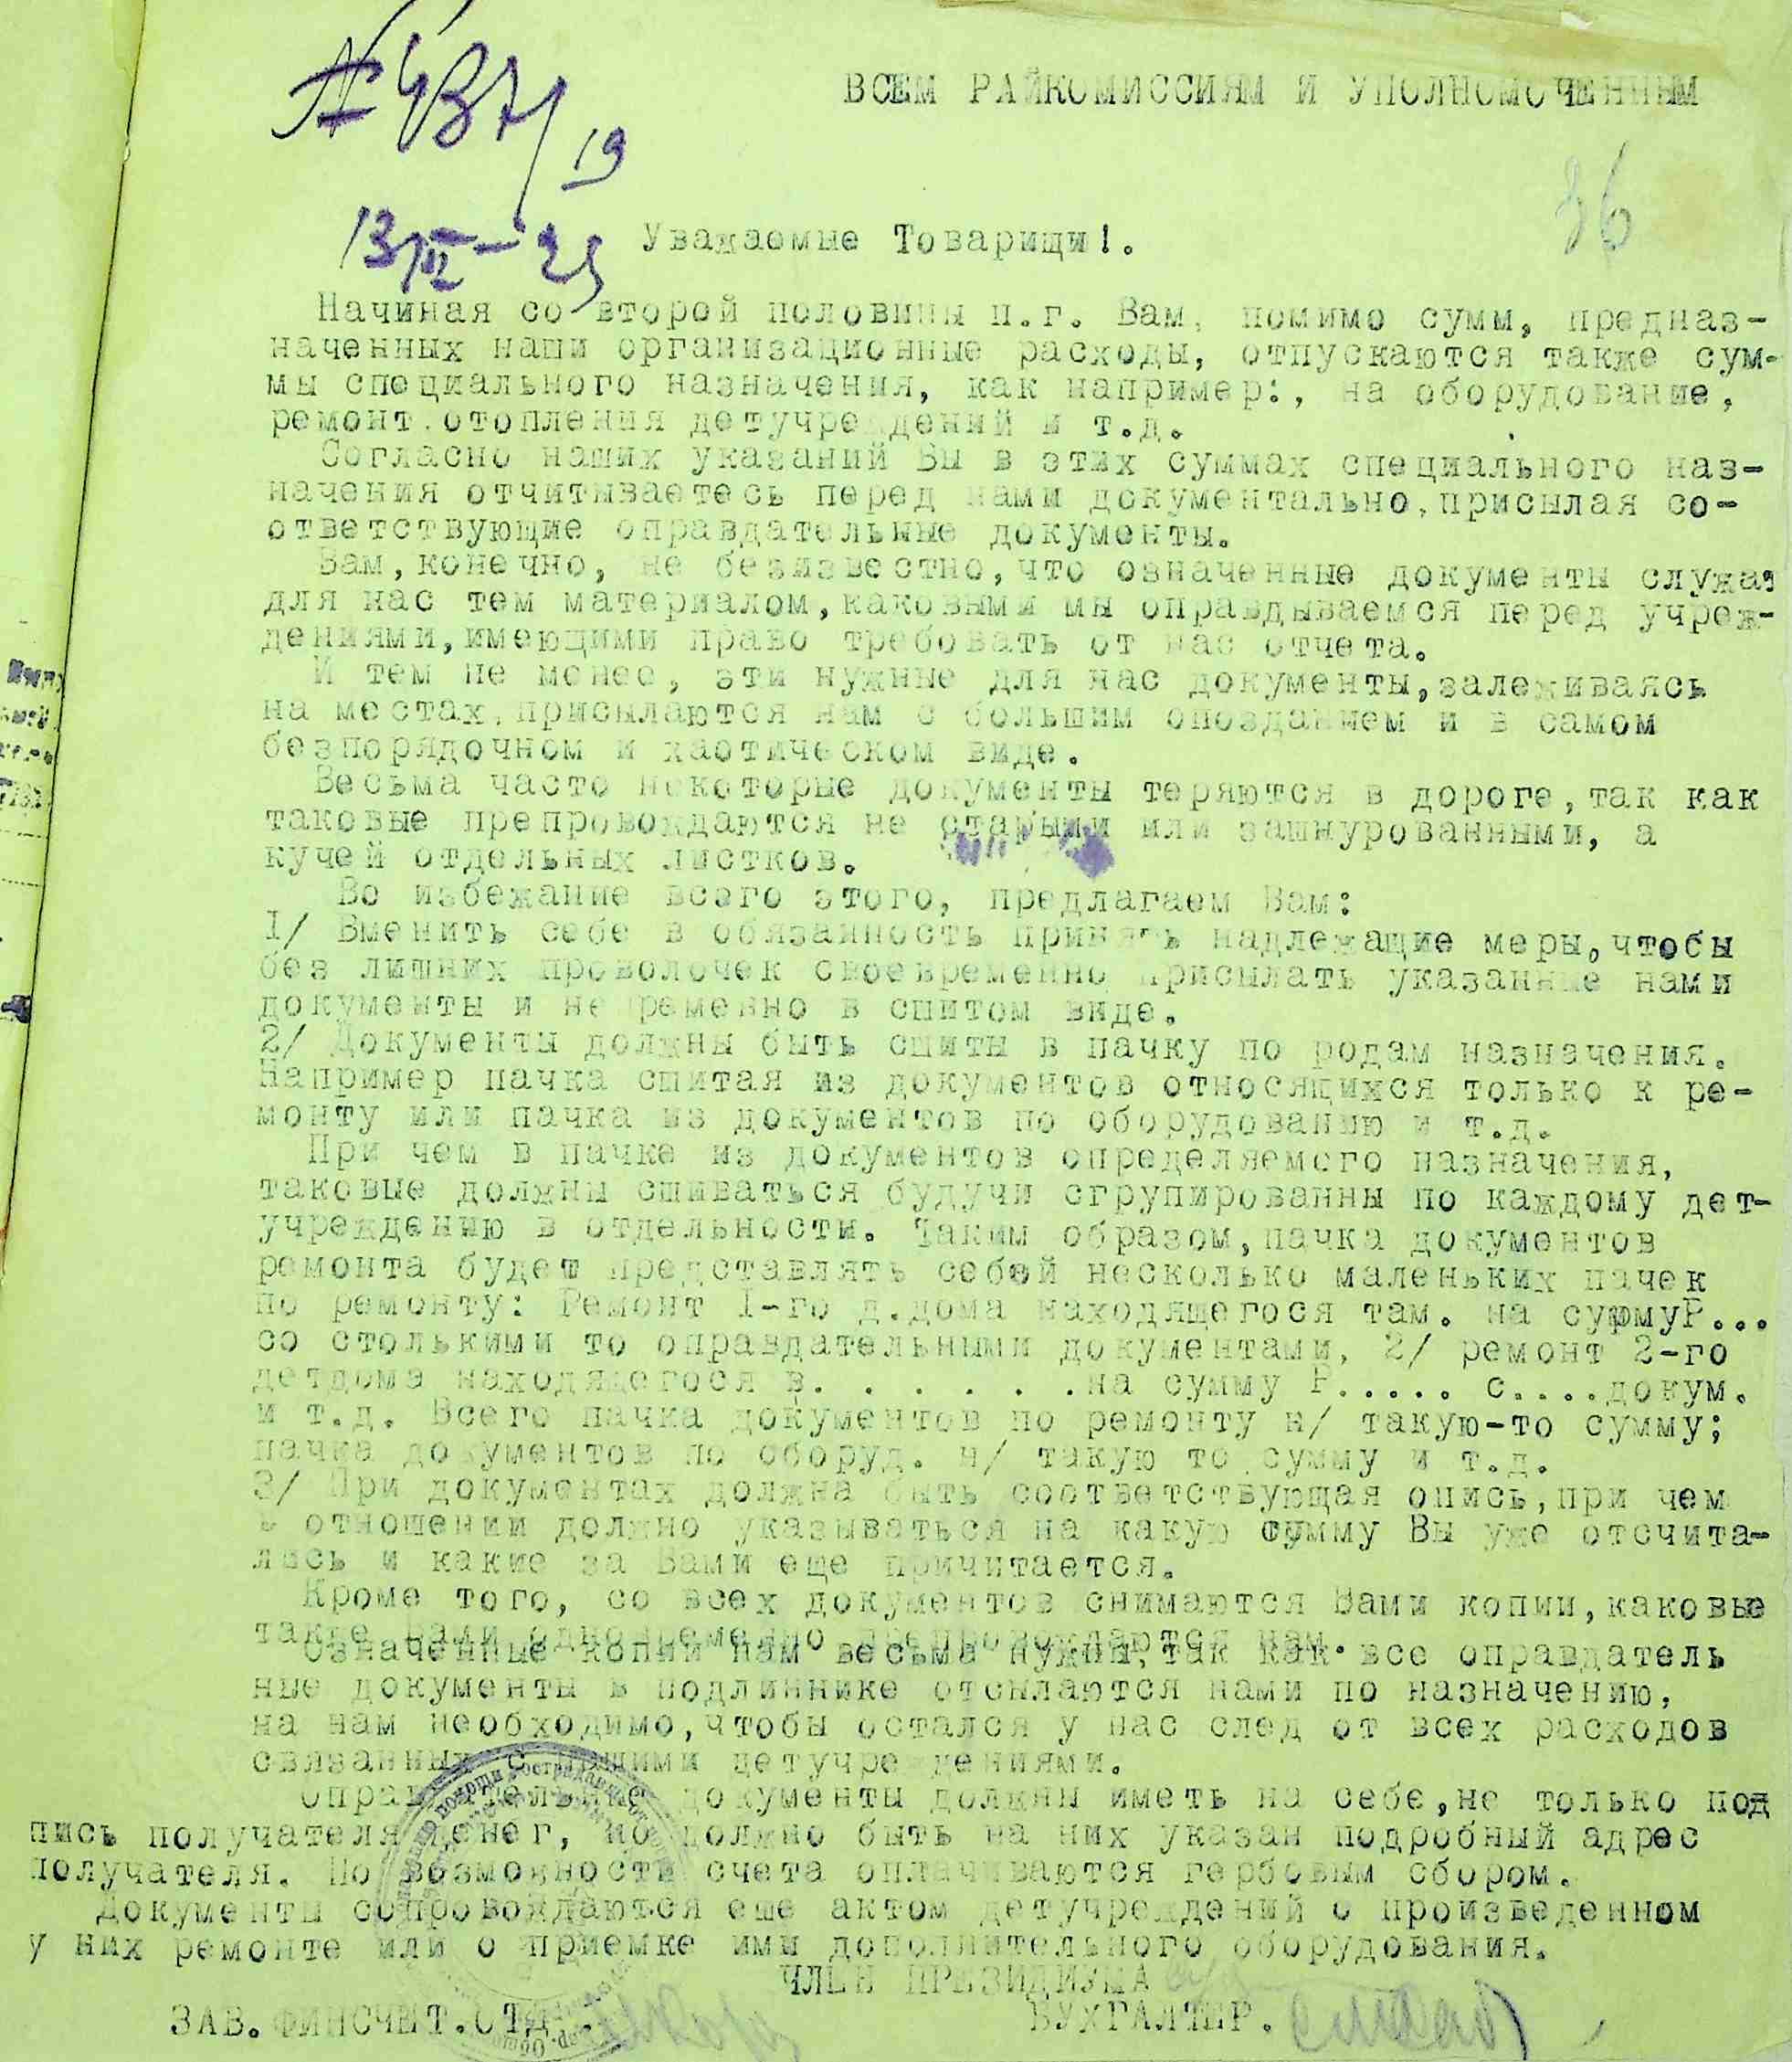 ВСЕМ РАЙКОМИССИЯМ И УПОЛНОМОЧЕННЫМ
19
Уважаемые Товарищи!.
Начиная со второй половины п.г. Вам, помимо сумм, предназ-
наченных нами организационные расходы, отпускаются также сум-
мы специального назначения, как например:, на оборудование,
ремонт.отопления детучреждений и т.д.
Согласно наших указаний Вы в этих суммах специального наз-
начения отчитываетесь перед нами документально,присылая со-
ответствующие оправдательные документы.
Вам,конечно, не безизвестно,что означенные документы служат
для нас тем материалом,каковыми мы оправдываемся перед учреж-
дениями,имеющими право требовать от нас отчета.
И тем не менее, эти нужные для нас документы,залеживаясь
на местах,присылаются нам с большим опозданием и в самом
безпорядочном и хаотическом виде.
Весьма часто некоторые документы теряются в дороге,так как
таковые препровождаются не или зашнурованными, а
кучей отдельных листков.
Во избежание всего этого, предлагаем Вам:
I/ Вменить себе в обязанность принять надлежащие меры,чтобы
без лишних проволочек своевременно присылать указанные нами
документы и непременно в сшитом виде.
2/ Документы должны быть сшиты в пачку по родам назначения.
Например пачка сшитая из документов относящихся только к ре-
монту или пачка из документов по оборудованию и т.д.
При чем в пачке из документов определяемого назначения,
таковые должны сшиваться будучи сгрупированны по каждому дет-
учреждению в отдельности. Таким образом,пачка документов
ремонта будет представлять собой несколько маленьких пачек
по ремонту: Ремонт I-го д.дома находящегося там. на суммуР...
со столькими то оправдательными документами, 2/ ремонт 2-го
детдома находящегося в. . . . . . .на сумму Р..... с....докум.
и т.д. Всего пачка документов по ремонту н/ такую-то сумму;
пачка документов по оборуд. н/ такую то сумму и т.д.
3/ При документах должна быть соответствующая опись,при чем
в отношении должно указываться на какую сумму Вы уже отсчита-
лись и какие за Вами еще причитается.
Кроме того, со всех документов снимаются Вами копии,каковые
также Вами одновременно препровождаются нам.
Означенные копии нам весьма нужны,так как все оправдатель
ные документы в подлиннике отсылаются нами по назначению,
на нам необходимо,чтобы остался у нас след от всех расходов
связанных с нашими детучреждениями.
Оправдательные документы должны иметь на себе,не только под
пись получателя денег, но должно быть на них указан подробный адрес
получателя. По возможности счета оплачиваются гербовым сбором.
Документы сопровождаются еше актом детучреждений о произведенном
у них ремонте или о приемке ими дополнительного оборудования.
ЧЛЕН ПРЕЗИДИУМА
ЗАВ. ФИНСЧЕТ.ОТД.
БУХГАЛТЕР.